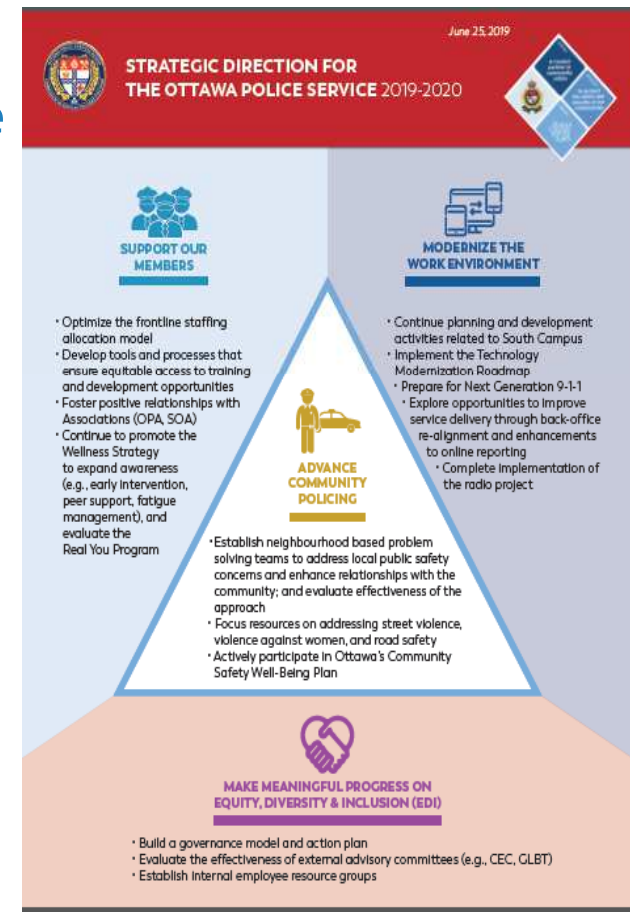 e
June 25, 2019
STRATEGIC DIRECTION FOR
THE OTTAWA POLICE SERVICE 2019-2020
SUPPORT OUR
MEMBERS
• Optimize the frontline staffing
allocation model
• Develop tools and processes that
ensure equitable access to training
and development opportunities
• Foster positive relationships with
Associations (OPA, SOA)
• Continue to promote the
Wellness Strategy
to expand awareness
(e.g., early intervention,
peer support, fatigue
management), and
evaluate the
Real You Program
MODERNIZE THE
WORK ENVIRONMENT
• Continue planning and development
activities related to South Campus
• Implement the Technology
Modernization Roadmap
• Prepare for Next Generation 9-1-1
• Explore opportunities to improve
service delivery through back-office
re-alignment and enhancements
to online reporting
• Complete implementation of
the radio project
ADVANCE
COMMUNITY
POLICING
• Establish neighbourhood based problem
solving teams to address local public safety
concerns and enhance relationships with the
community; and evaluate effectiveness of the
approach
• Focus resources on addressing street violence,
violence against women, and road safety
• Actively participate in Ottawa's Community
Safety Well-Being Plan
MAKE MEANINGFUL PROGRESS ON
EQUITY, DIVERSITY & INCLUSION (EDI)
• Build a governance model and action plan
• Evaluate the effectiveness of external advisory committees (e.g., CEC, GLBT)
• Establish internal employee resource groups